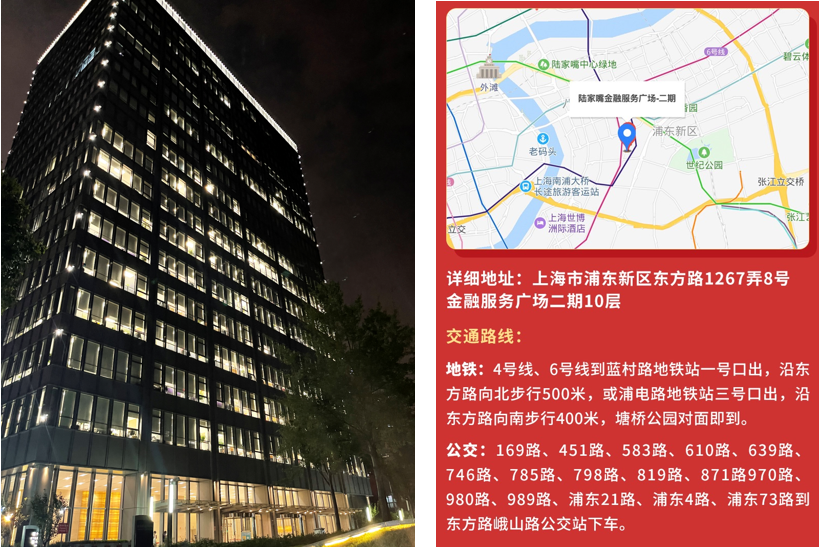 6号线
碧云体
陆家嘴中心绿地
外滩
陆家嘴金融服务广场-二期
浦东新区
老码头
世纪公园
上海南浦大桥
长途旅游客运站
张江立交桥
上海世博
洲际酒店
张江
立交
详细地址：上海市浦东新区东方路1267弄8号
金融服务广场二期10层
交通路线：
地铁：4号线、6号线到蓝村路地铁站一号口出，沿东
方路向北步行500米，或浦电路地铁站三号口出，沿
东方路向南步行400米，塘桥公园对面即到。
公交：169路、451路、583路、610路、639路、
746路、785路、798路、819路、871路970路、
980路、989路、浦东21路、浦东4路、浦东73路到
东方路峨山路公交站下车。